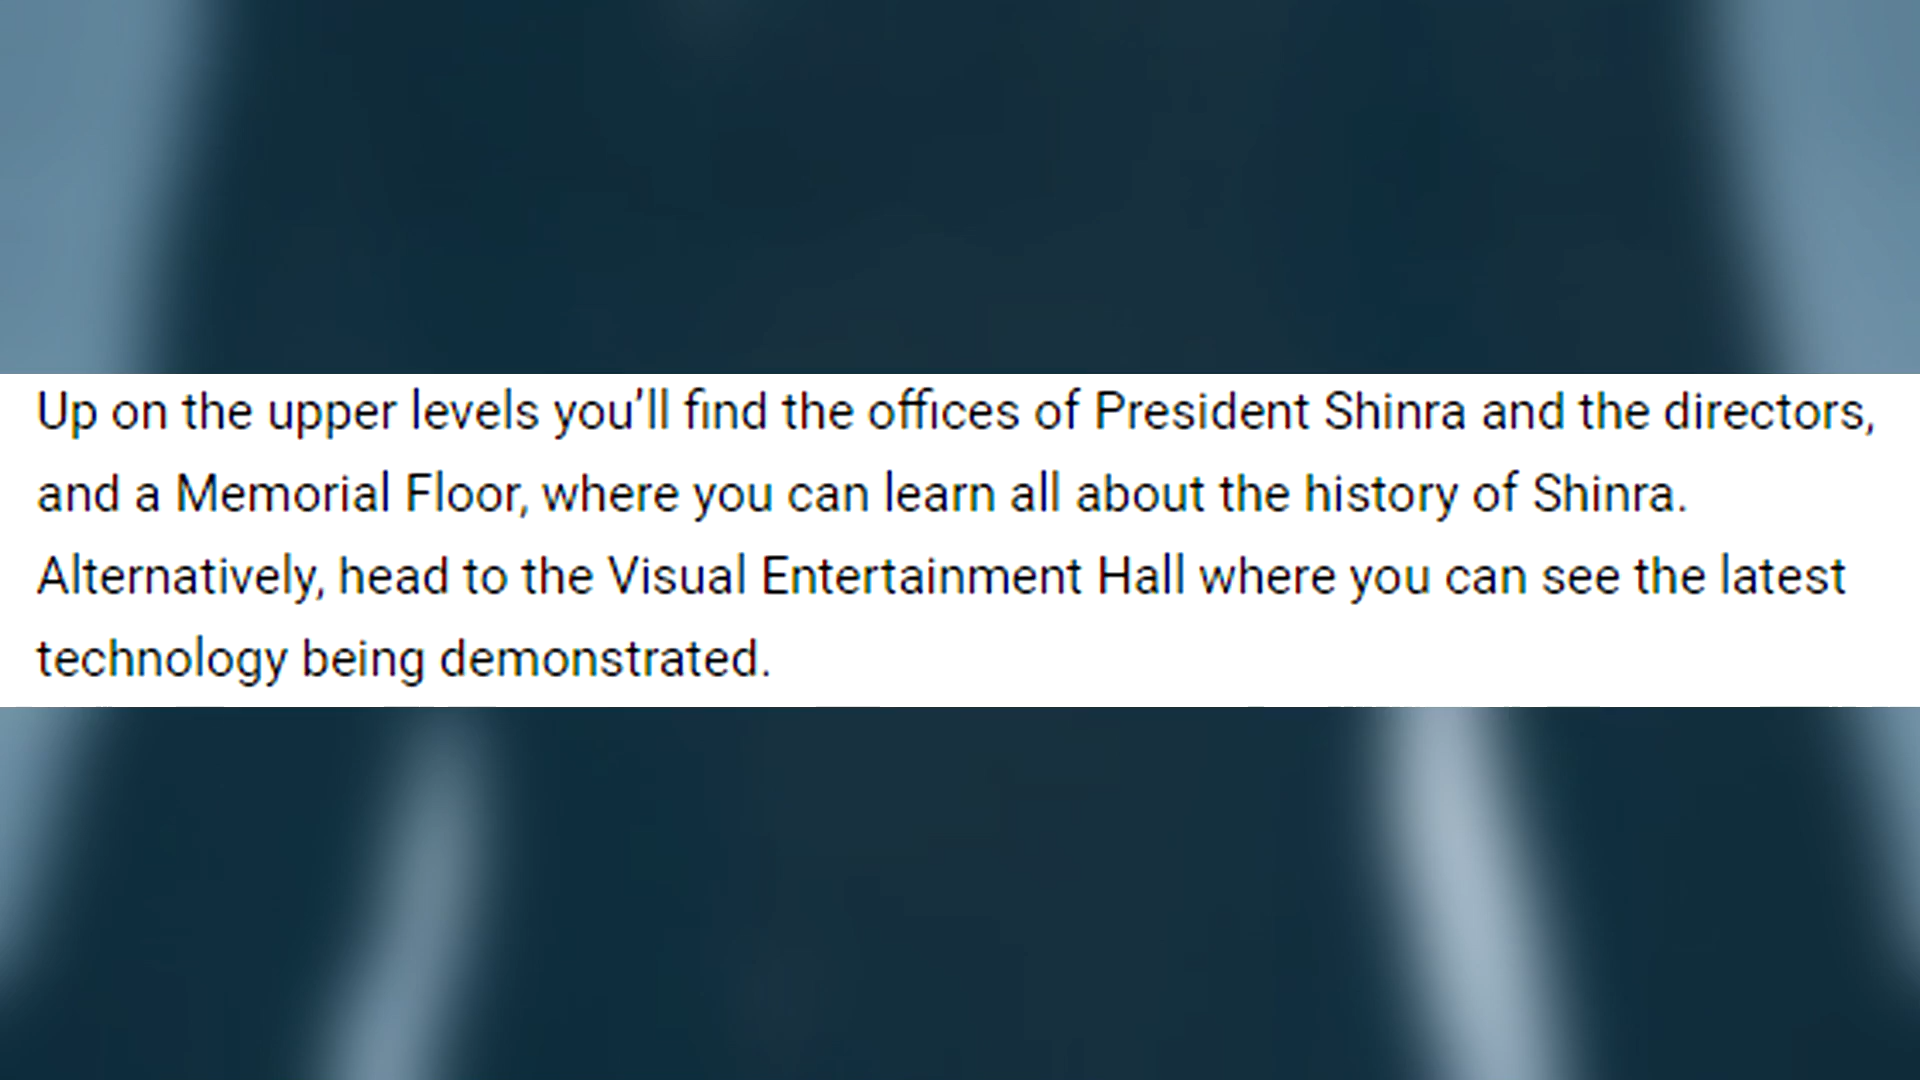 Up on the upper levels you’ll find the offices of President Shinra and the directors,
and a Memorial Floor, where you can learn all about the history of Shinra.
Alternatively, head to the Visual Entertainment Hall where you can see the latest
technology being demonstrated.